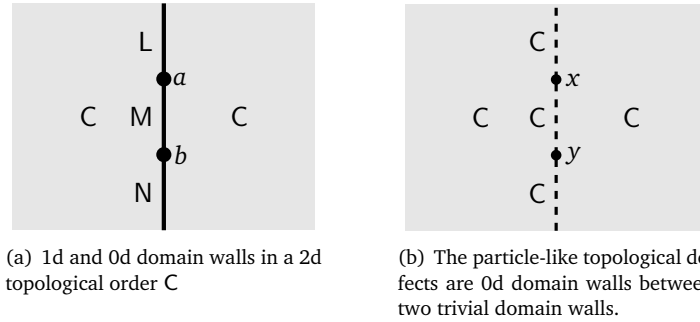 L
a
C M C
b
N
(a) 1d and 0d domain walls in a 2d
topological order C
C
x
C C C
y
C
(b) The particle-like topological de
fects are 0d domain walls between
two trivial domain walls.